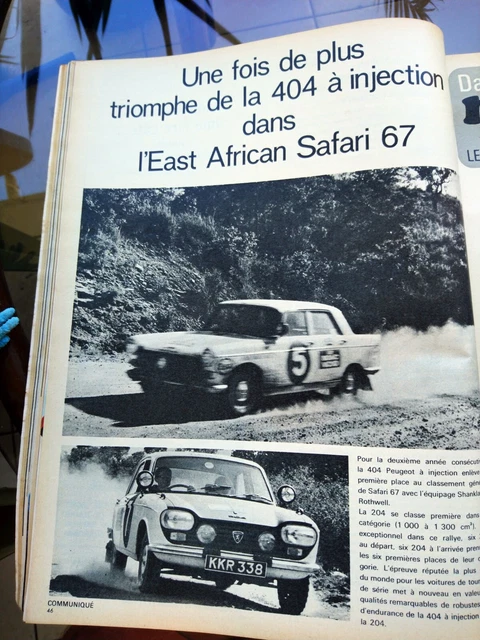 Une fois de plus
triomphe de la 404 à injection
dans
l'East African Safari 67
Da
LE
5
KKR 338
Pour la deuxième année consécut
la 404 Peugeot à injection enlève
première place au classement gén
de Safari 67 avec l'équipage Shankla
Rothwell.
La 204 se classe première dans
catégorie (1 000 à 1 300 cm³).
exceptionnel dans ce rallye, six
au départ, six 204 à l'arrivée pren
les six premières places de leur c
gorie. L'épreuve réputée la plus
du monde pour les voitures de tour
de série met à nouveau en valeu
qualités remarquables de robustes
d'endurance de la 404 à injection
la 204.
COMMUNIQUÉ
46